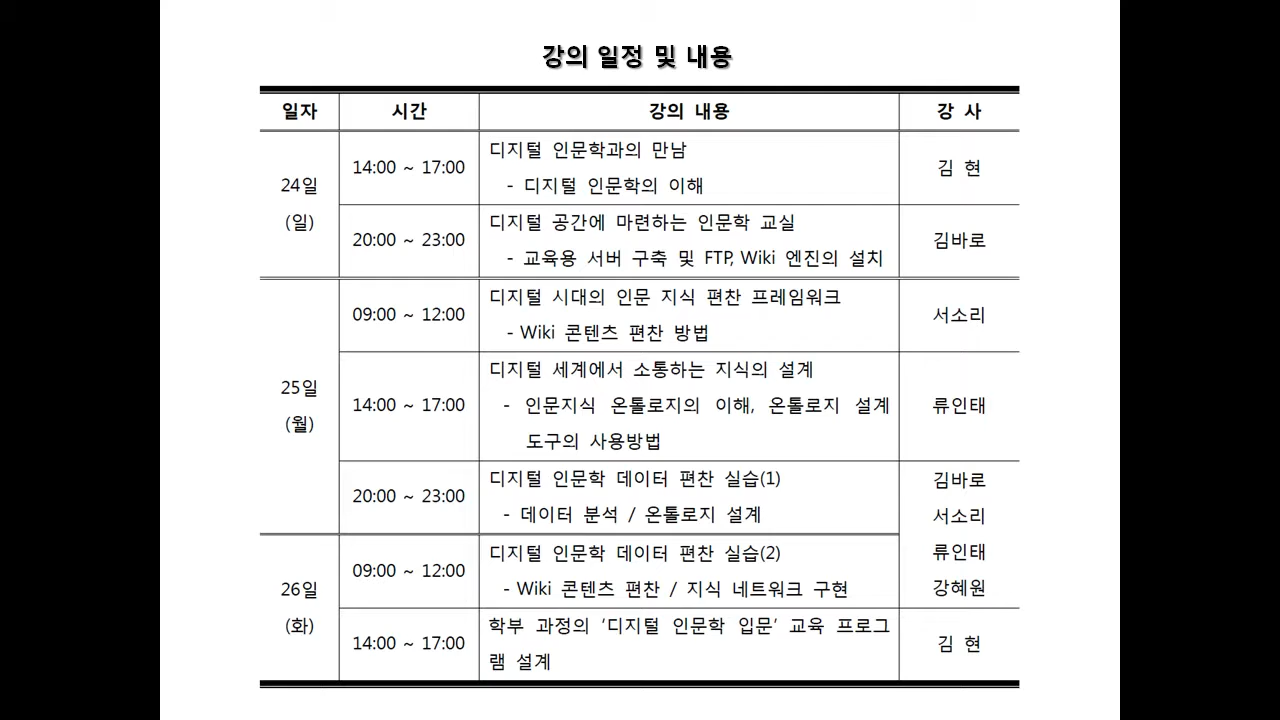 강의 일정 및 내용
일자 시간 강의 내용 강 사
24일
(일)
14:00 ~ 17:00
디지털 인문학과의 만남
- 디지털 인문학의 이해
김 현
20:00 ~ 23:00
디지털 공간에 마련하는 인문학 교실
- 교육용 서버 구축 및 FTP, Wiki 엔진의 설치
김바로
25일
(월)
09:00 ~ 12:00
디지털 시대의 인문 지식 편찬 프레임워크
- Wiki 콘텐츠 편찬 방법
서소리
14:00 ~ 17:00
디지털 세계에서 소통하는 지식의 설계
- 인문지식 온톨로지의 이해, 온톨로지 설계
도구의 사용방법
류인태
20:00 ~ 23:00
디지털 인문학 데이터 편찬 실습(1)
- 데이터 분석 / 온톨로지 설계
김바로
서소리
류인태
강혜원
26일
(화)
09:00 ~ 12:00
디지털 인문학 데이터 편찬 실습(2)
- Wiki 콘텐츠 편찬 / 지식 네트워크 구현
14:00 ~ 17:00
학부 과정의 '디지털 인문학 입문' 교육 프로그
램 설계
김 현